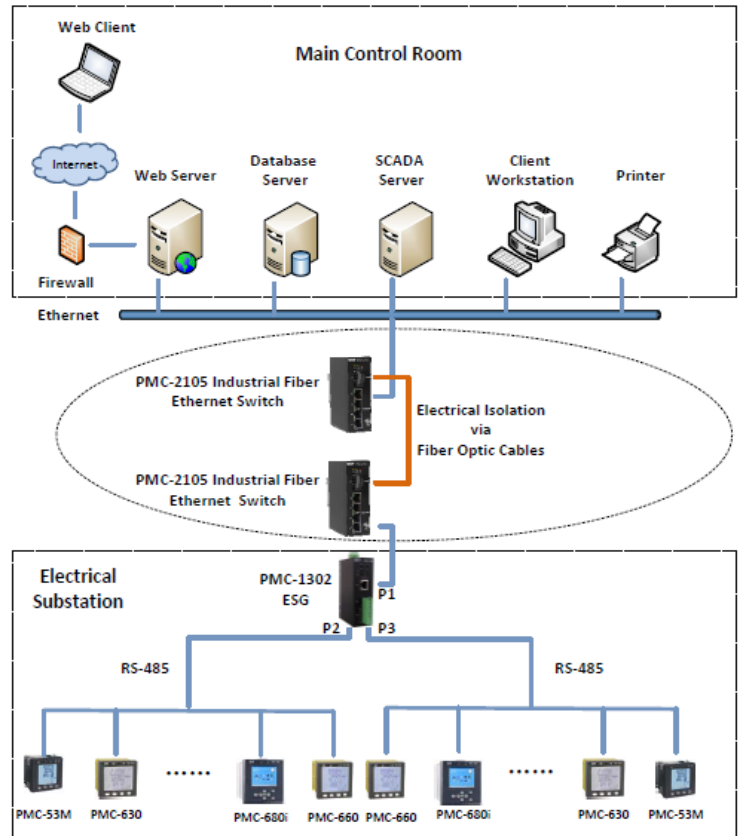 Web Client
Main Control Room
Internet
Web Server
Database
Server
SCADA
Server
Client
Workstation
Printer
Firewall
Ethernet
PMC-2105 Industrial Fiber
Ethernet Switch
Electrical Isolation
via
Fiber Optic Cables
PMC-2105 Industrial Fiber
Ethernet Switch
Electrical
Substation
PMC-1302
ESG
P1
P2
P3
RS-485
RS-485
......
......
PMC-53M
PMC-630
PMC-680i
PMC-660
PMC-660
PMC-680i
PMC-630
PMC-53M